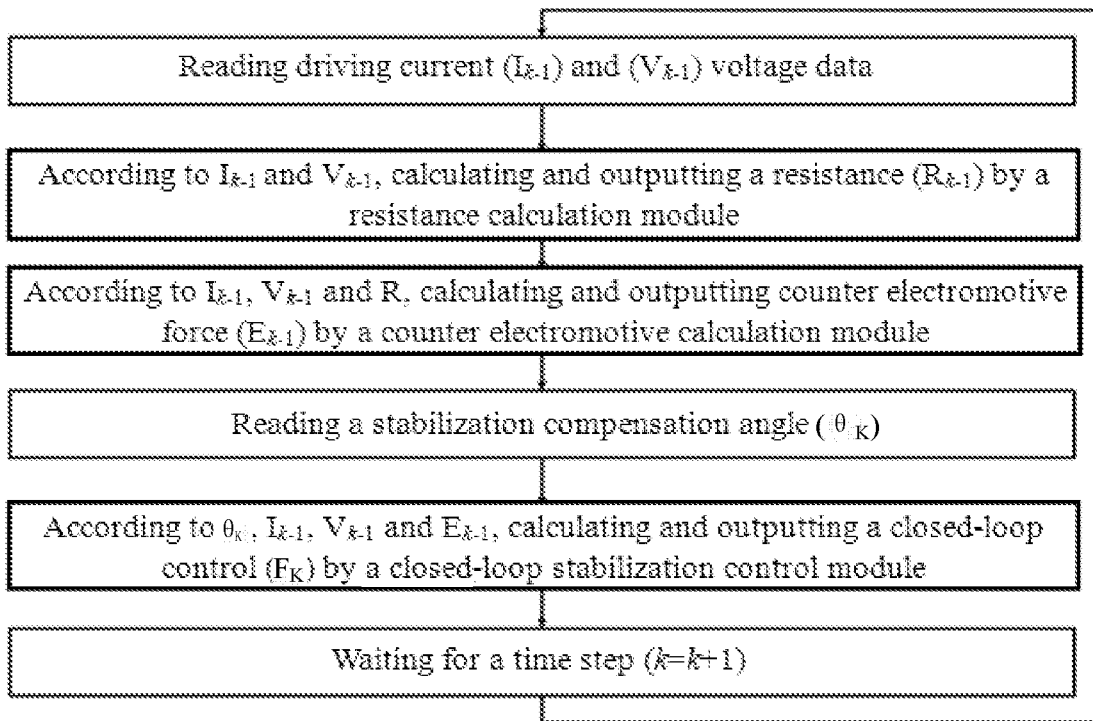 Reading driving current (Iₖ₋₁) and (Vₖ₋₁) voltage data
According to Iₖ₋₁ and Vₖ₋₁, calculating and outputting a resistance (Rₖ₋₁) by a
resistance calculation module
According to Iₖ₋₁, Vₖ₋₁ and R, calculating and outputting counter electromotive
force (Eₖ₋₁) by a counter electromotive calculation module
Reading a stabilization compensation angle (θ_K)
According to θ_K, Iₖ₋₁, Vₖ₋₁ and Eₖ₋₁, calculating and outputting a closed-loop
control (F_K) by a closed-loop stabilization control module
Waiting for a time step (k=k+1)